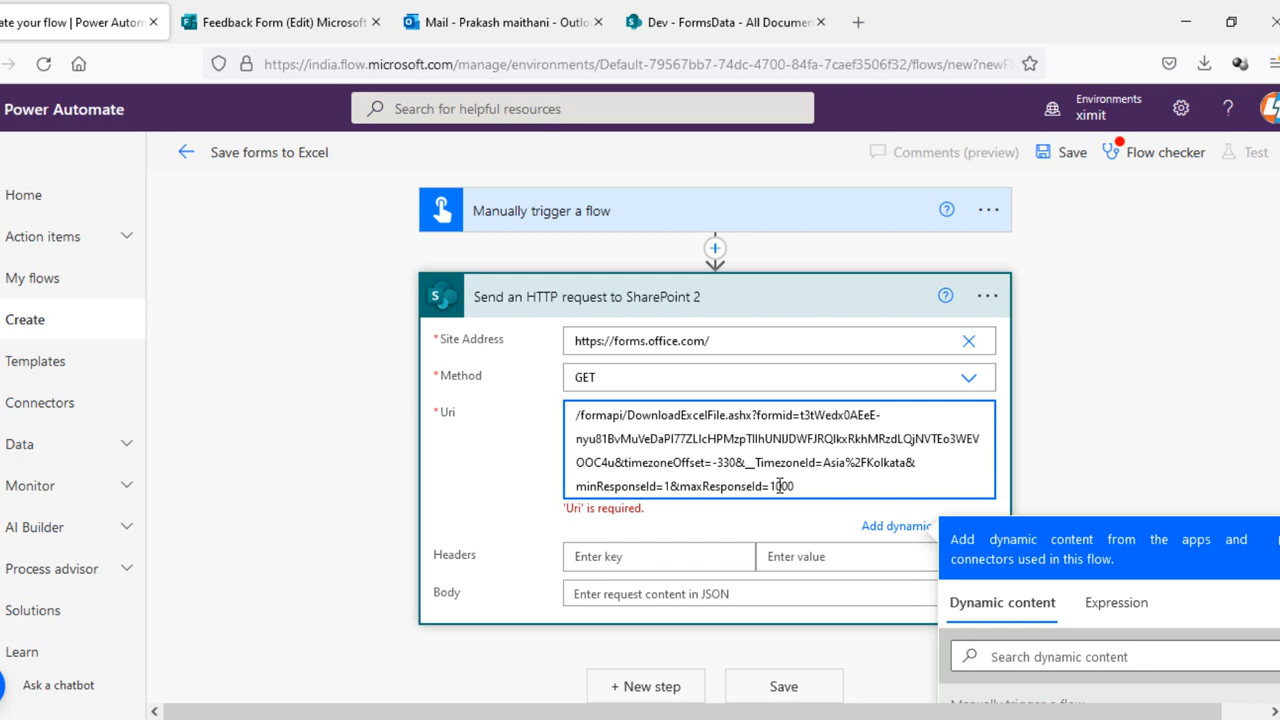 ate your flow | Power Automat
Feedback Form (Edit) Microsoft
Mail - Prakash maithani - Outlo
Dev - FormsData - All Documen
https://india.flow.microsoft.com/manage/environments/Default-79567bb7-74dc-4700-84fa-7caef3506f32/flows/new?newFl
Power Automate
Search for helpful resources
Environments
ximit
Save forms to Excel
Comments (preview)
Save
Flow checker
Test
Home
Action items
My flows
Create
Templates
Connectors
Data
Monitor
AI Builder
Process advisor
Solutions
Learn
Ask a chatbot
Manually trigger a flow
Send an HTTP request to SharePoint 2
* Site Address
https://forms.office.com/
* Method
GET
* Uri
/formapi/DownloadExcelFile.ashx?formid=t3tWedx0AEeE-
OOC4u&timezoneOffset=-330&__TimezoneId=Asia%2FKolkata&
minResponseId=1&maxResponseId=1000
'Uri' is required.
Add dynamic
Headers
Enter key
Enter value
Body
Enter request content in JSON
+ New step
Save
Add dynamic content from the apps and
connectors used in this flow.
Dynamic content
Expression
Search dynamic content
Manually trigger a flow